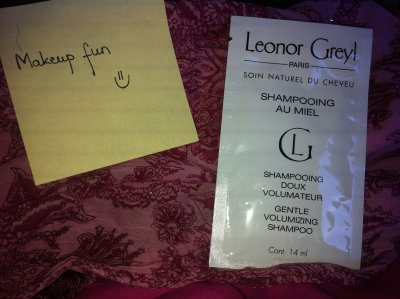 Makeup fun
Leonor Greyl
PARIS
SOIN NATUREL DU CHEVEU
SHAMPOOING
AU MIEL
LG
SHAMPOOING
DOUX
VOLUMATEUR
GENTLE
VOLUMIZING
SHAMPOO
Cont. 14 ml